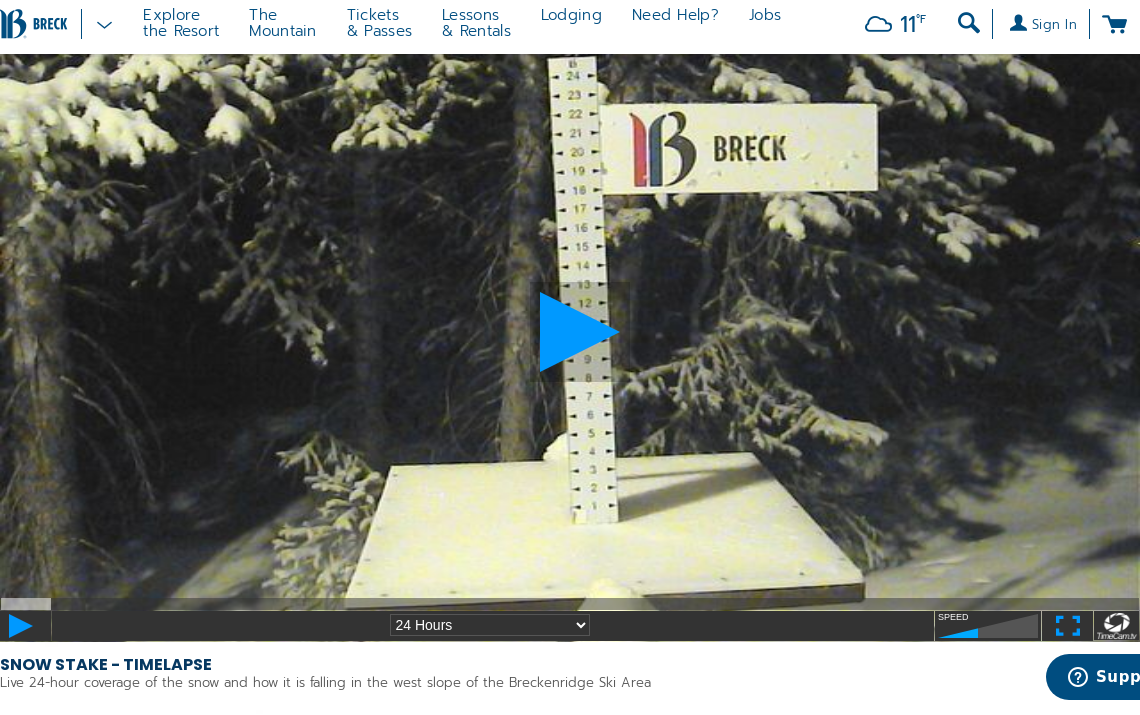 BRECK
Explore
the Resort
The
Mountain
Tickets
& Passes
Lessons
& Rentals
Lodging
Need Help?
Jobs
11°F
Sign In
24
23
22
21
20
19
18
17
16
15
14
13
12
9
8
7
6
5
4
3
2
1
B BRECK
24 Hours
SPEED
TimeCam.tv
SNOW STAKE - TIMELAPSE
Live 24-hour coverage of the snow and how it is falling in the west slope of the Breckenridge Ski Area
Supp